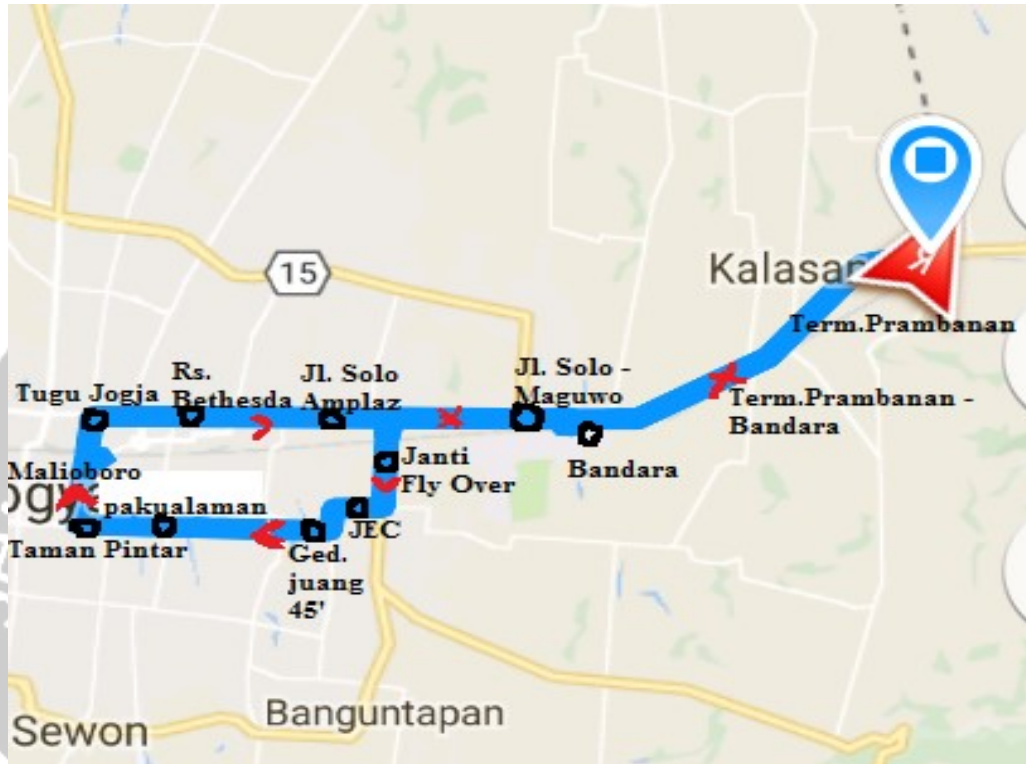 15
Kalasan
Term.Prambanan
Jl. Solo -
Maguwo
Rs.
Bethesda
Jl. Solo
Amplaz
Tugu Jogja
Term.Prambanan -
Bandara
Bandara
Janti
Fly Over
Malioboro
pakualaman
JEC
Taman Pintar
Ged.
juang
45'
Banguntapan
Sewon